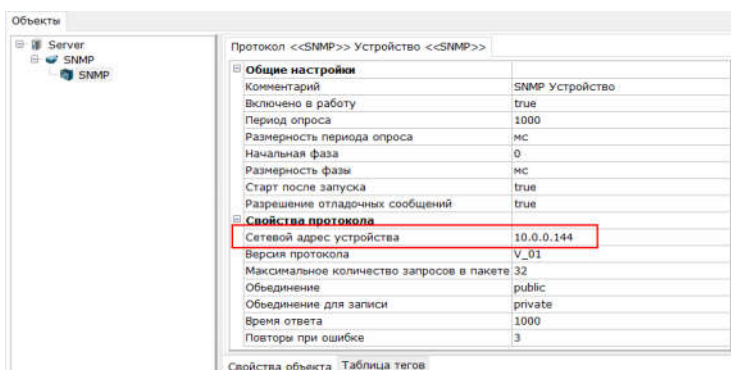 Объекты
Server
SNMP
SNMP
Протокол <<SNMP>> Устройство <<SNMP>>
Общие настройки
Комментарий SNMP Устройство
Включено в работу true
Период опроса 1000
Размерность периода опроса мс
Начальная фаза 0
Размерность фазы мс
Старт после запуска true
Разрешение отладочных сообщений true
Свойства протокола
Сетевой адрес устройства 10.0.0.144
Версия протокола V_01
Максимальное количество запросов в пакете 32
Обьединение public
Обьединение для записи private
Время ответа 1000
Повторы при ошибке 3
Свойства объекта Таблица тегов